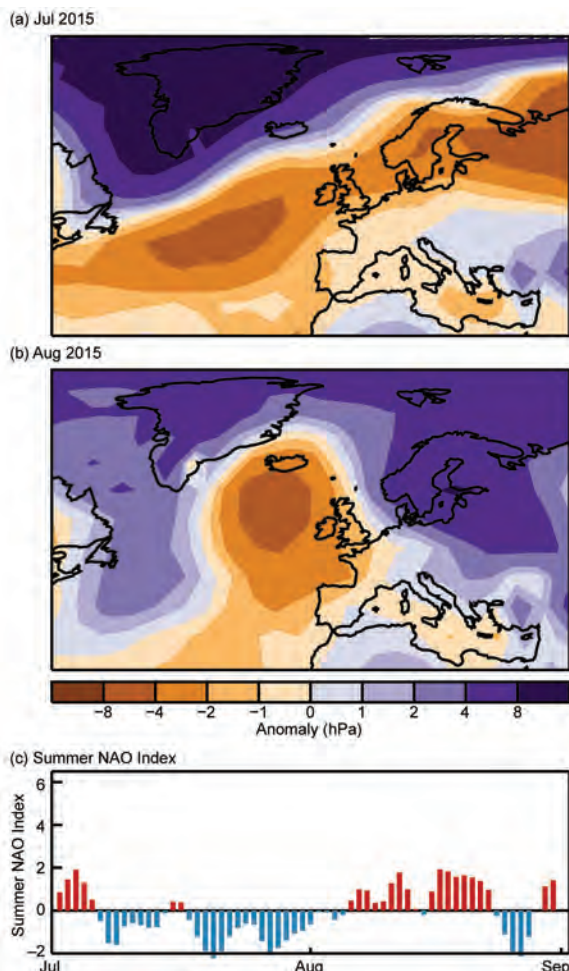 (a) Jul 2015
(b) Aug 2015
−8 −4 −2 −1 0 1 2 4 8
Anomaly (hPa)
(c) Summer NAO Index
Summer NAO Index
6
4
2
0
−2
Jul Aug Sep